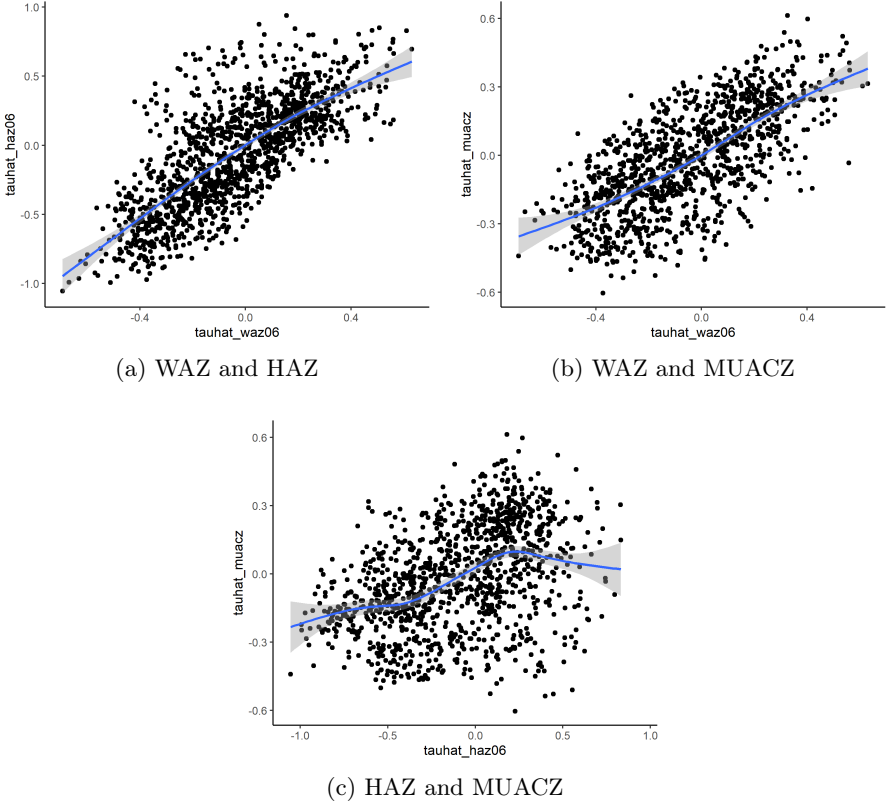 1.0
0.5
0.0
-0.5
-1.0
tauhat_haz06
-0.4 0.0 0.4
tauhat_waz06
(a) WAZ and HAZ
0.6
0.3
0.0
-0.3
-0.6
tauhat_muacz
-0.4 0.0 0.4
tauhat_waz06
(b) WAZ and MUACZ
0.6
0.3
0.0
-0.3
-0.6
tauhat_muacz
-1.0 -0.5 0.0 0.5 1.0
tauhat_haz06
(c) HAZ and MUACZ